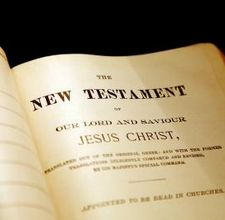 THE
NEW TESTAMENT
OF
OUR LORD AND SAVIOUR
JESUS CHRIST,
TRANSLATED OUT OF THE ORIGINAL GREEK: AND WITH THE FORMER
TRANSLATIONS DILIGENTLY COMPARED AND REVISED,
BY HIS MAJESTY'S SPECIAL COMMAND.
APPOINTED TO BE READ IN CHURCHES.